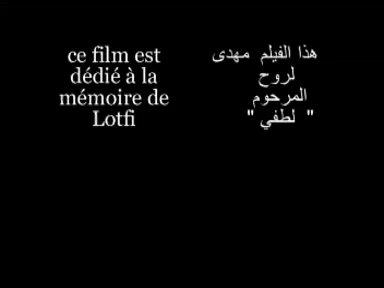 ce film est
dédié à la
mémoire de
Lotfi
هذا الفيلم مهدى
لروح
المرحوم
" لطفي "